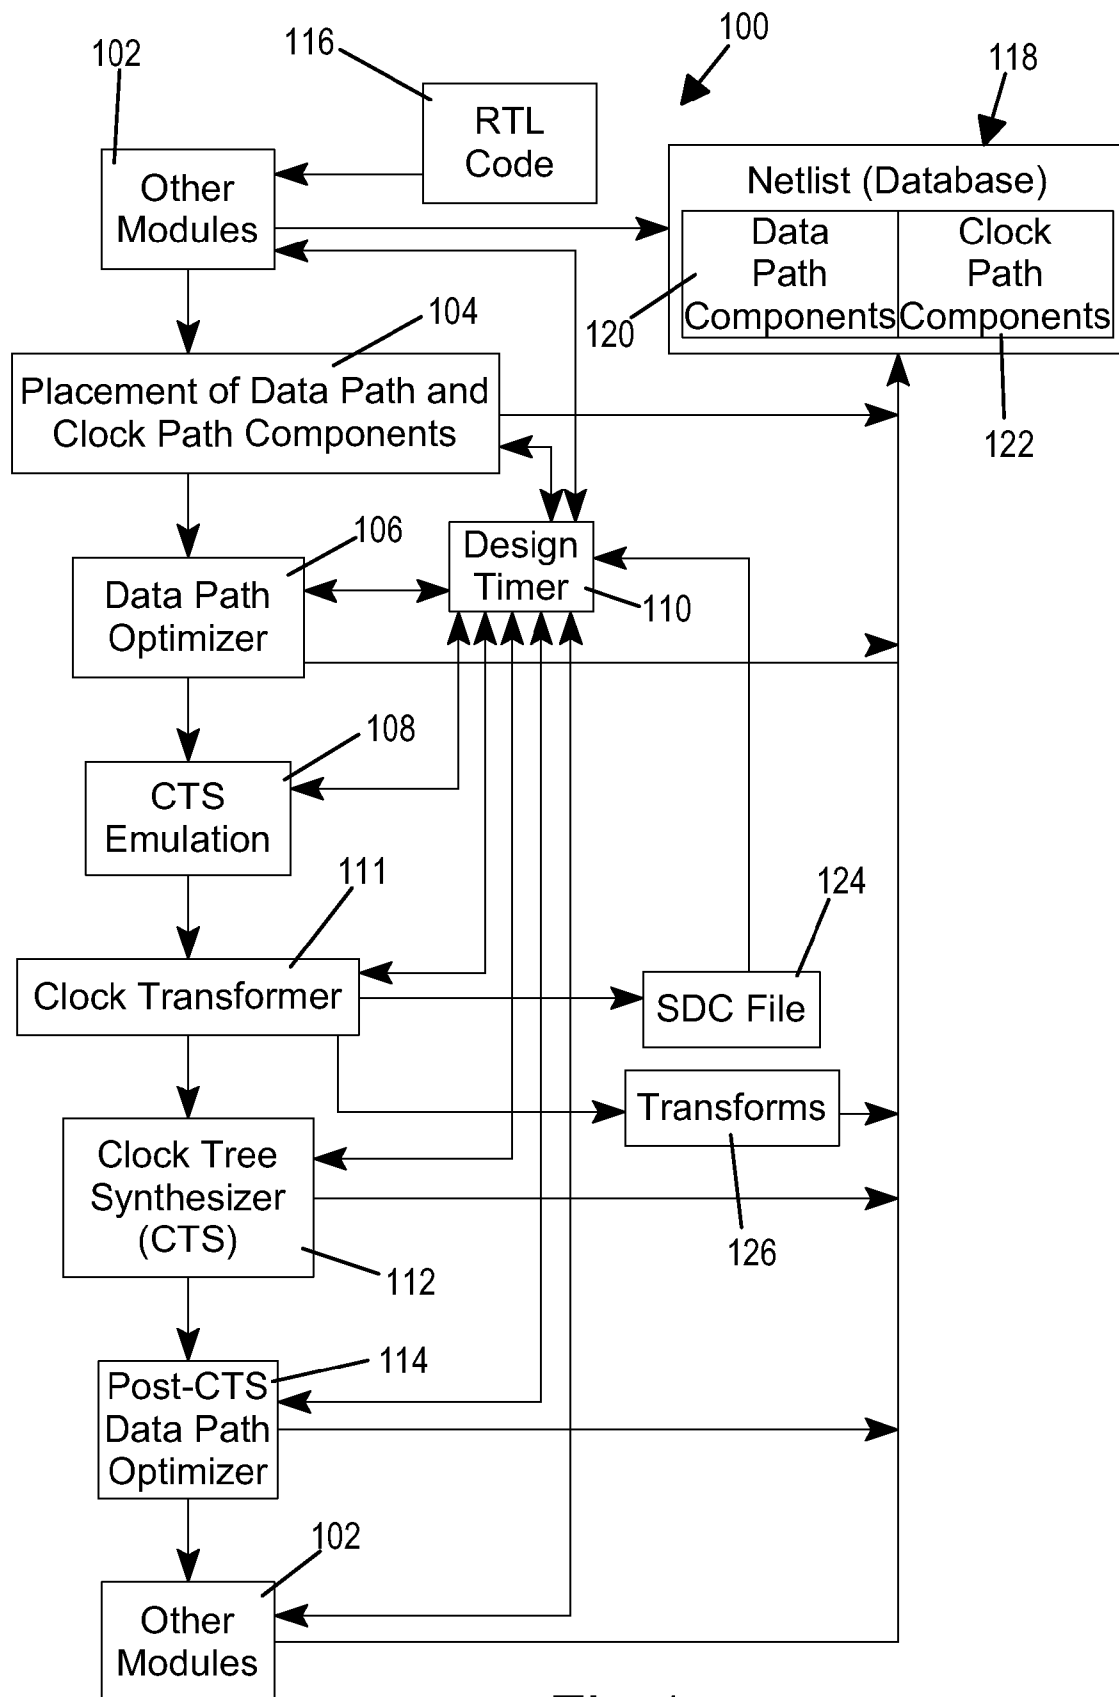 100
116
102
118
RTL
Code
Other
Modules
Netlist (Database)
Data
Path
Components
Clock
Path
Components
120
122
104
Placement of Data Path and
Clock Path Components
106
Design
Timer
110
Data Path
Optimizer
108
CTS
Emulation
111
124
Clock Transformer
SDC File
Transforms
126
Clock Tree
Synthesizer
(CTS)
112
114
Post-CTS
Data Path
Optimizer
102
Other
Modules